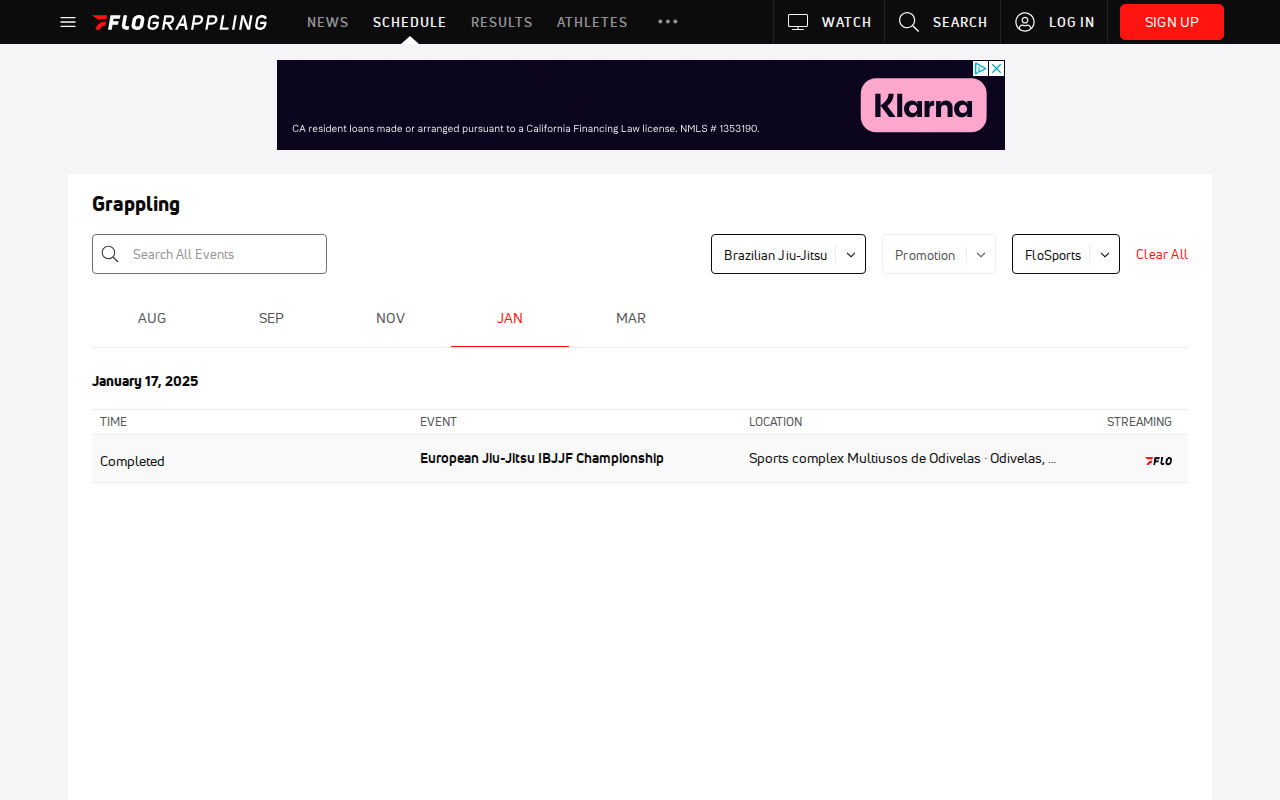 FLOGRAPPLING
NEWS
SCHEDULE
RESULTS
ATHLETES
WATCH
SEARCH
LOG IN
SIGN UP
CA resident loans made or arranged pursuant to a California Financing Law license. NMLS # 1353190.
Klarna
Grappling
Search All Events
Brazilian Jiu-Jitsu
Promotion
FloSports
Clear All
AUG
SEP
NOV
JAN
MAR
January 17, 2025
TIME
EVENT
LOCATION
STREAMING
Completed
European Jiu-Jitsu IBJJF Championship
Sports complex Multiusos de Odivelas · Odivelas, ...
FLO